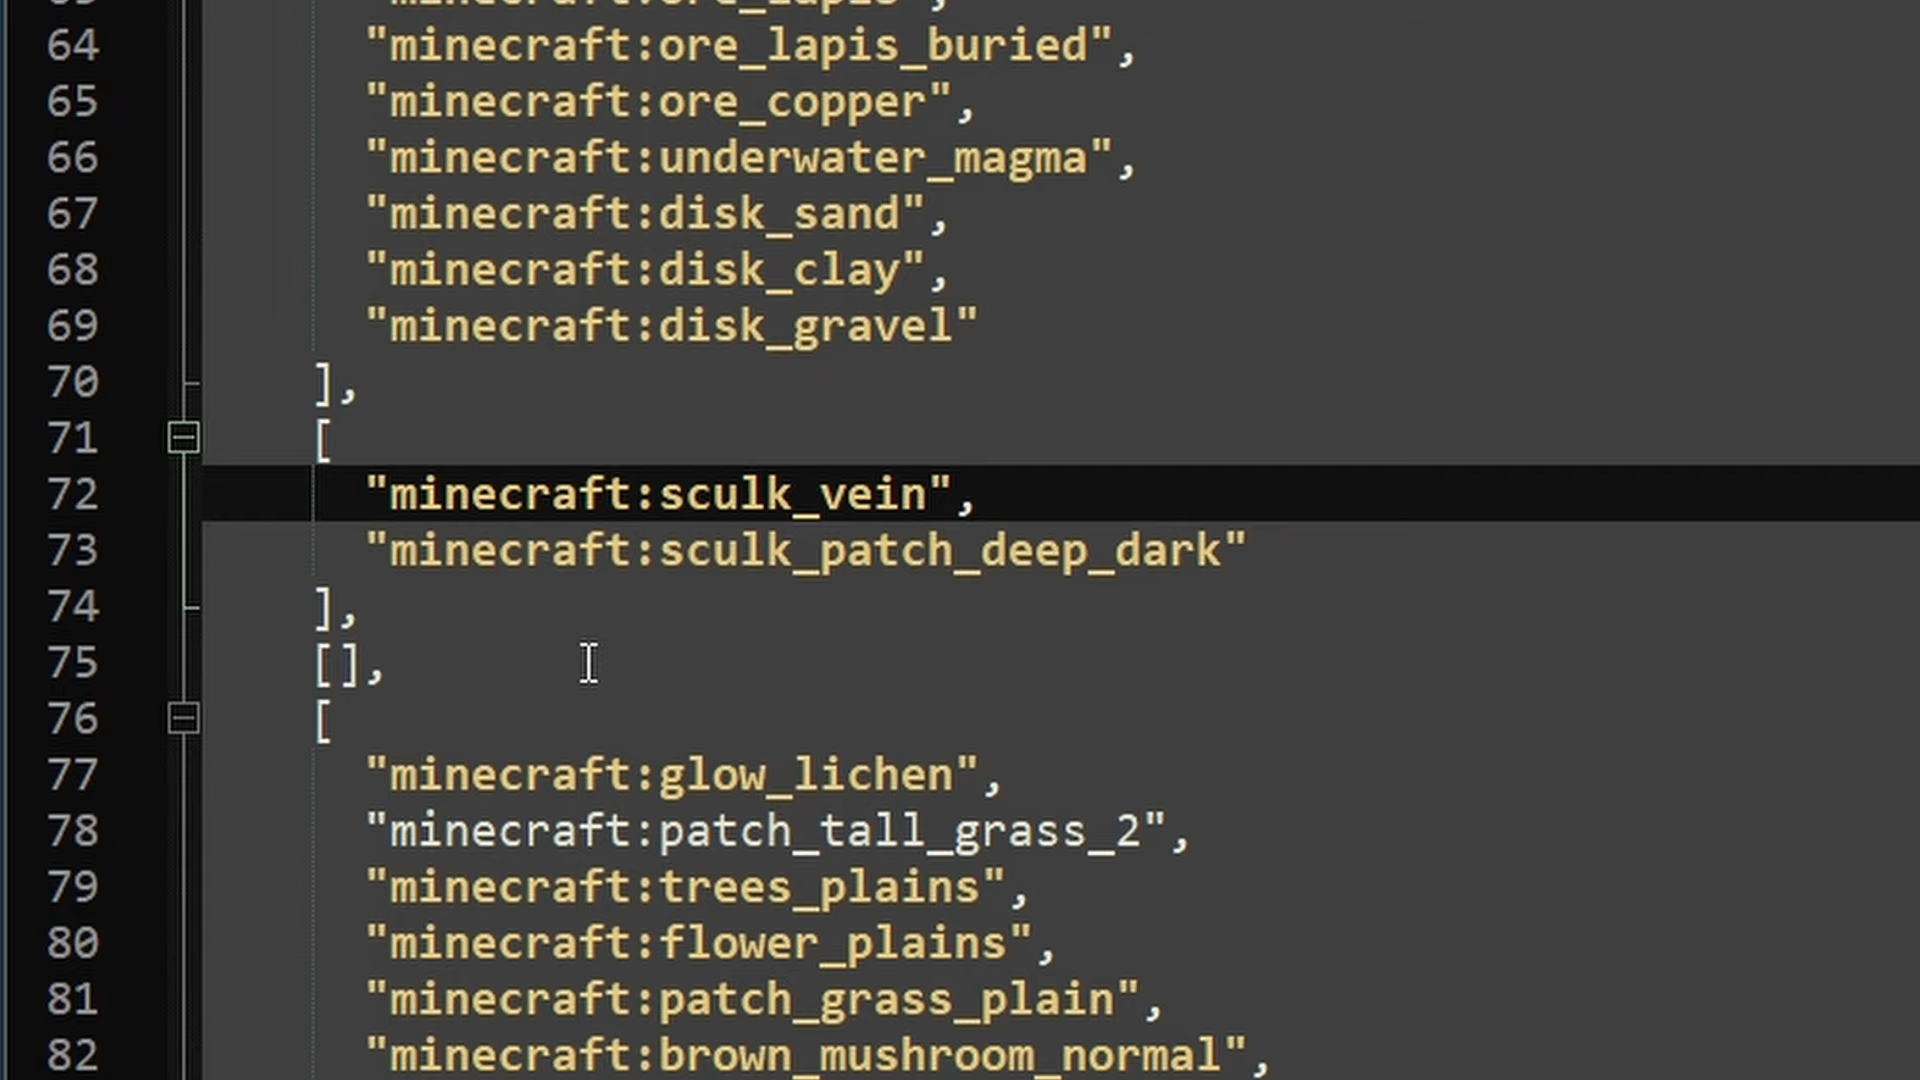 "minecraft:ore_lapis",
64 "minecraft:ore_lapis_buried",
65 "minecraft:ore_copper",
66 "minecraft:underwater_magma",
67 "minecraft:disk_sand",
68 "minecraft:disk_clay",
69 "minecraft:disk_gravel"
70 ],
71 [
72 "minecraft:sculk_vein",
73 "minecraft:sculk_patch_deep_dark"
74 ],
75 [],
76 [
77 "minecraft:glow_lichen",
78 "minecraft:patch_tall_grass_2",
79 "minecraft:trees_plains",
80 "minecraft:flower_plains",
81 "minecraft:patch_grass_plain",
82 "minecraft:brown_mushroom_normal",